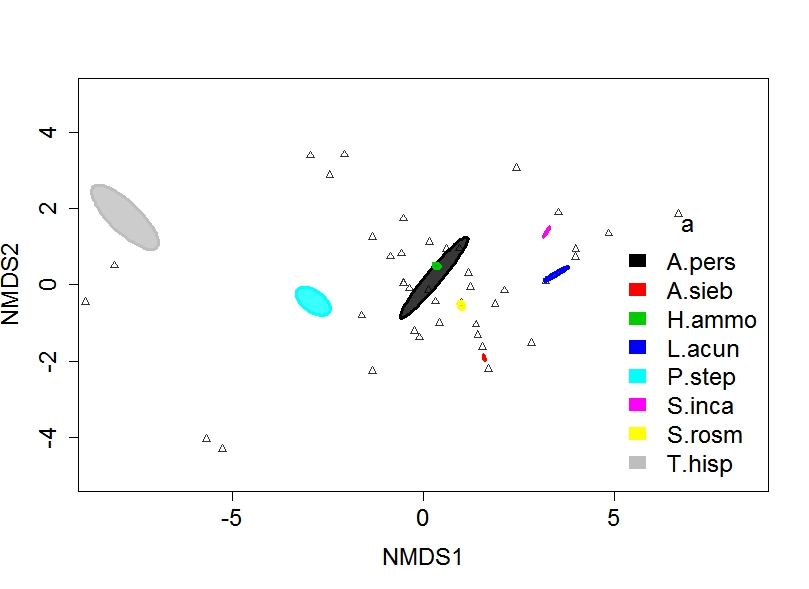 4
2
0
-2
-4
NMDS2
-5
0
5
NMDS1
a
A.pers
A.sieb
H.ammo
L.acun
P.step
S.inca
S.rosm
T.hisp